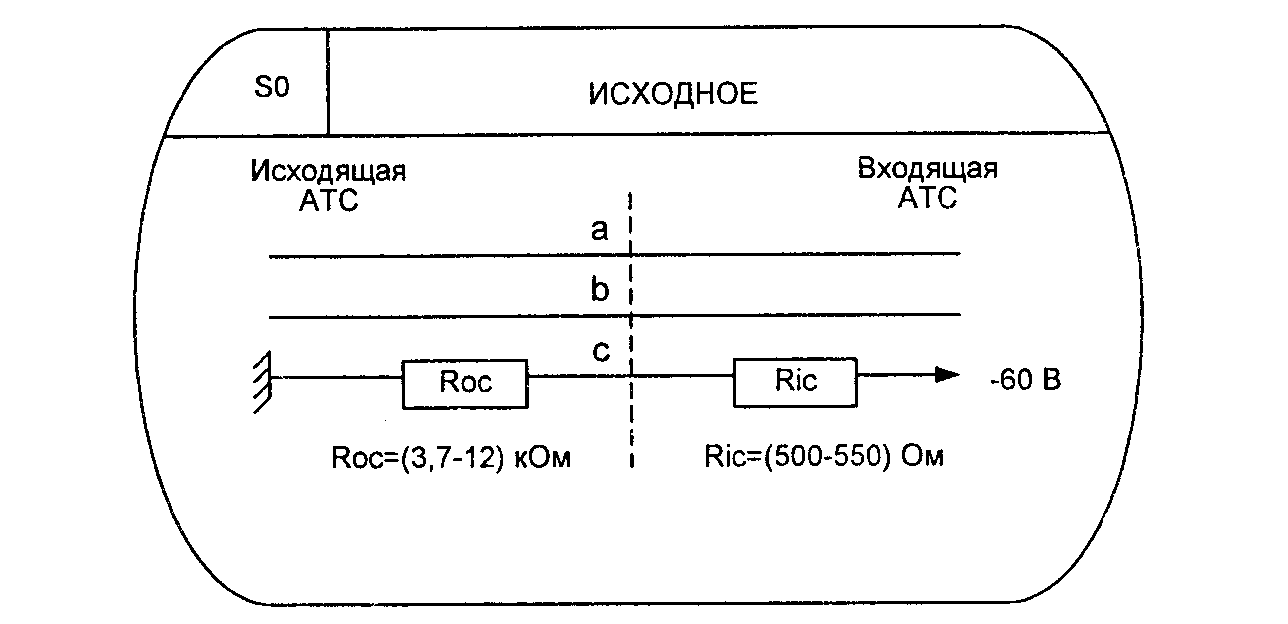 S0
ИСХОДНОЕ
Исходящая
АТС
Входящая
АТС
a
b
c
Roc
Ric
-60 В
Roc=(3,7-12) кОм
Ric=(500-550) Ом